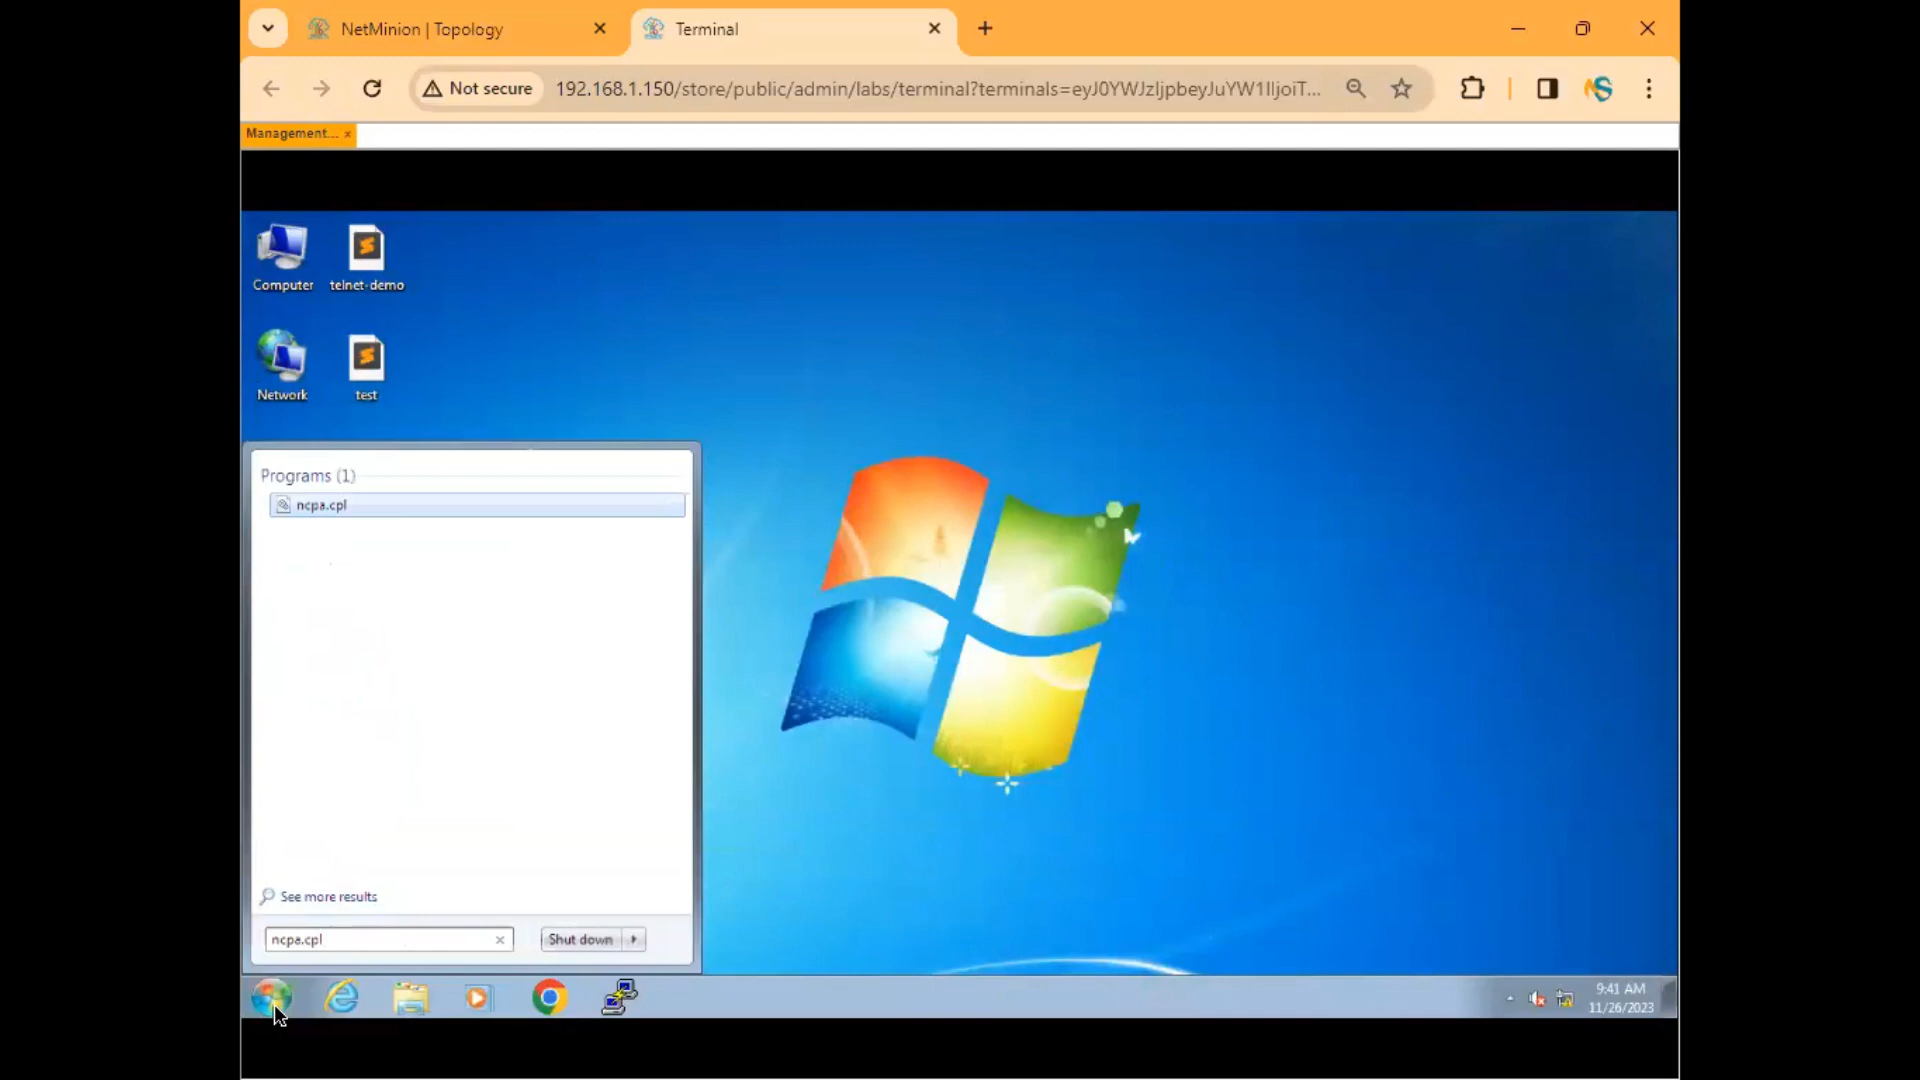 NetMinion | Topology
Terminal
Not secure
192.168.1.150/store/public/admin/labs/terminal?terminals=eyJ0YWJzIjpbeyJuYW1lIjoiT...
Management...
Computer
telnet-demo
Network
test
Programs (1)
ncpa.cpl
See more results
ncpa.cpl
Shut down
9:41 AM
11/26/2023